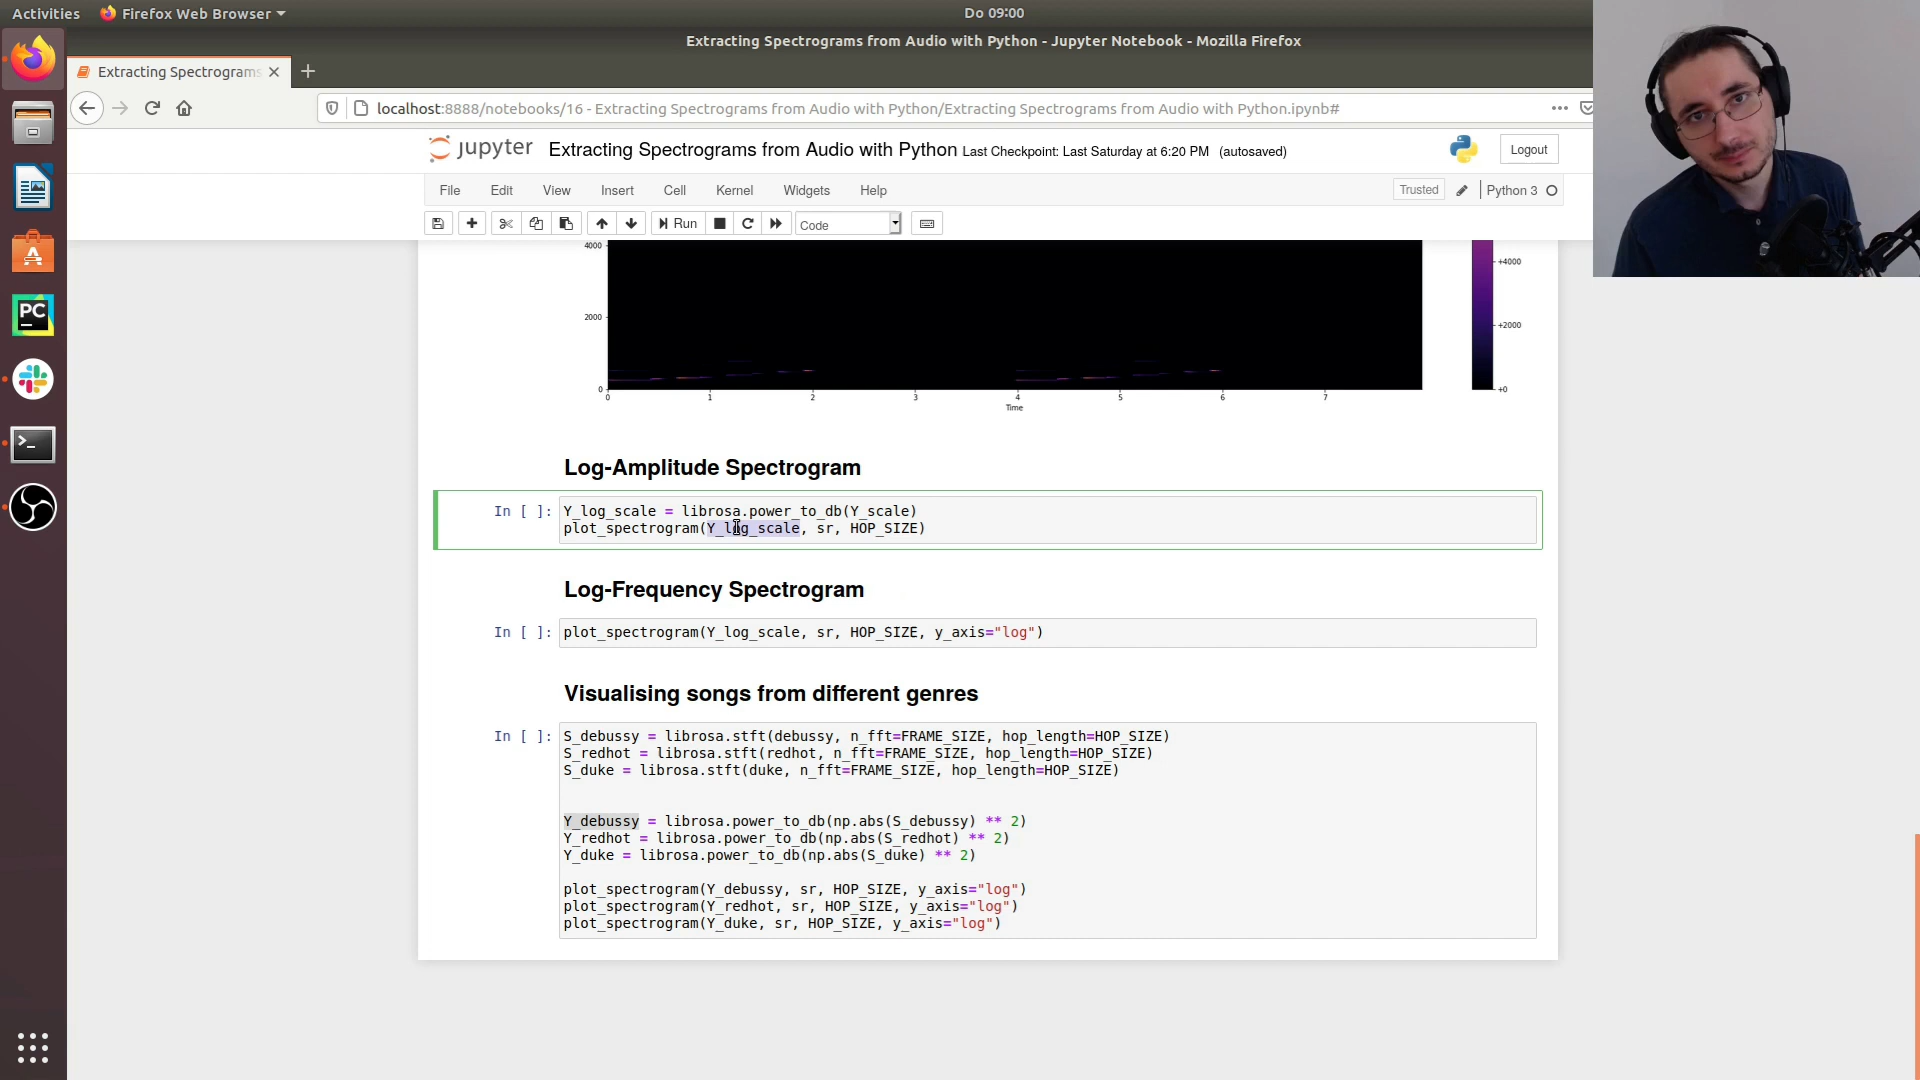 Activities Firefox Web Browser Do 09:00
Extracting Spectrograms from Audio with Python - Jupyter Notebook - Mozilla Firefox
Extracting Spectrograms
localhost:8888/notebooks/16 - Extracting Spectrograms from Audio with Python/Extracting Spectrograms from Audio with Python.ipynb#
jupyter Extracting Spectrograms from Audio with Python Last Checkpoint: Last Saturday at 6:20 PM (autosaved) Logout
File Edit View Insert Cell Kernel Widgets Help Trusted Python 3
Run Code
4000
2000
0
0 1 2 3 4 5 6 7
Time
+4000
+2000
+0
Log-Amplitude Spectrogram
In [ ]: Y_log_scale = librosa.power_to_db(Y_scale)
plot_spectrogram(Y_log_scale, sr, HOP_SIZE)
Log-Frequency Spectrogram
In [ ]: plot_spectrogram(Y_log_scale, sr, HOP_SIZE, y_axis="log")
Visualising songs from different genres
In [ ]: S_debussy = librosa.stft(debussy, n_fft=FRAME_SIZE, hop_length=HOP_SIZE)
S_redhot = librosa.stft(redhot, n_fft=FRAME_SIZE, hop_length=HOP_SIZE)
S_duke = librosa.stft(duke, n_fft=FRAME_SIZE, hop_length=HOP_SIZE)
Y_debussy = librosa.power_to_db(np.abs(S_debussy) ** 2)
Y_redhot = librosa.power_to_db(np.abs(S_redhot) ** 2)
Y_duke = librosa.power_to_db(np.abs(S_duke) ** 2)
plot_spectrogram(Y_debussy, sr, HOP_SIZE, y_axis="log")
plot_spectrogram(Y_redhot, sr, HOP_SIZE, y_axis="log")
plot_spectrogram(Y_duke, sr, HOP_SIZE, y_axis="log")
PC